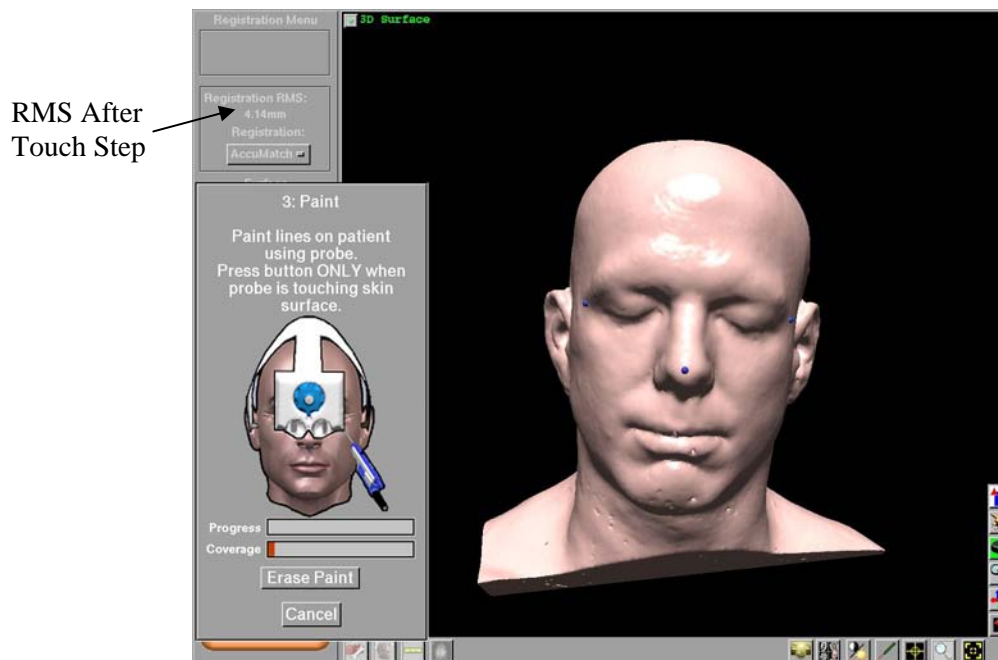 Registration Menu
3D Surface
RMS After
Touch Step
Registration RMS:
4.14mm
Registration:
AccuMatch
3: Paint
Paint lines on patient
using probe.
Press button ONLY when
probe is touching skin
surface.
Progress
Coverage
Erase Paint
Cancel